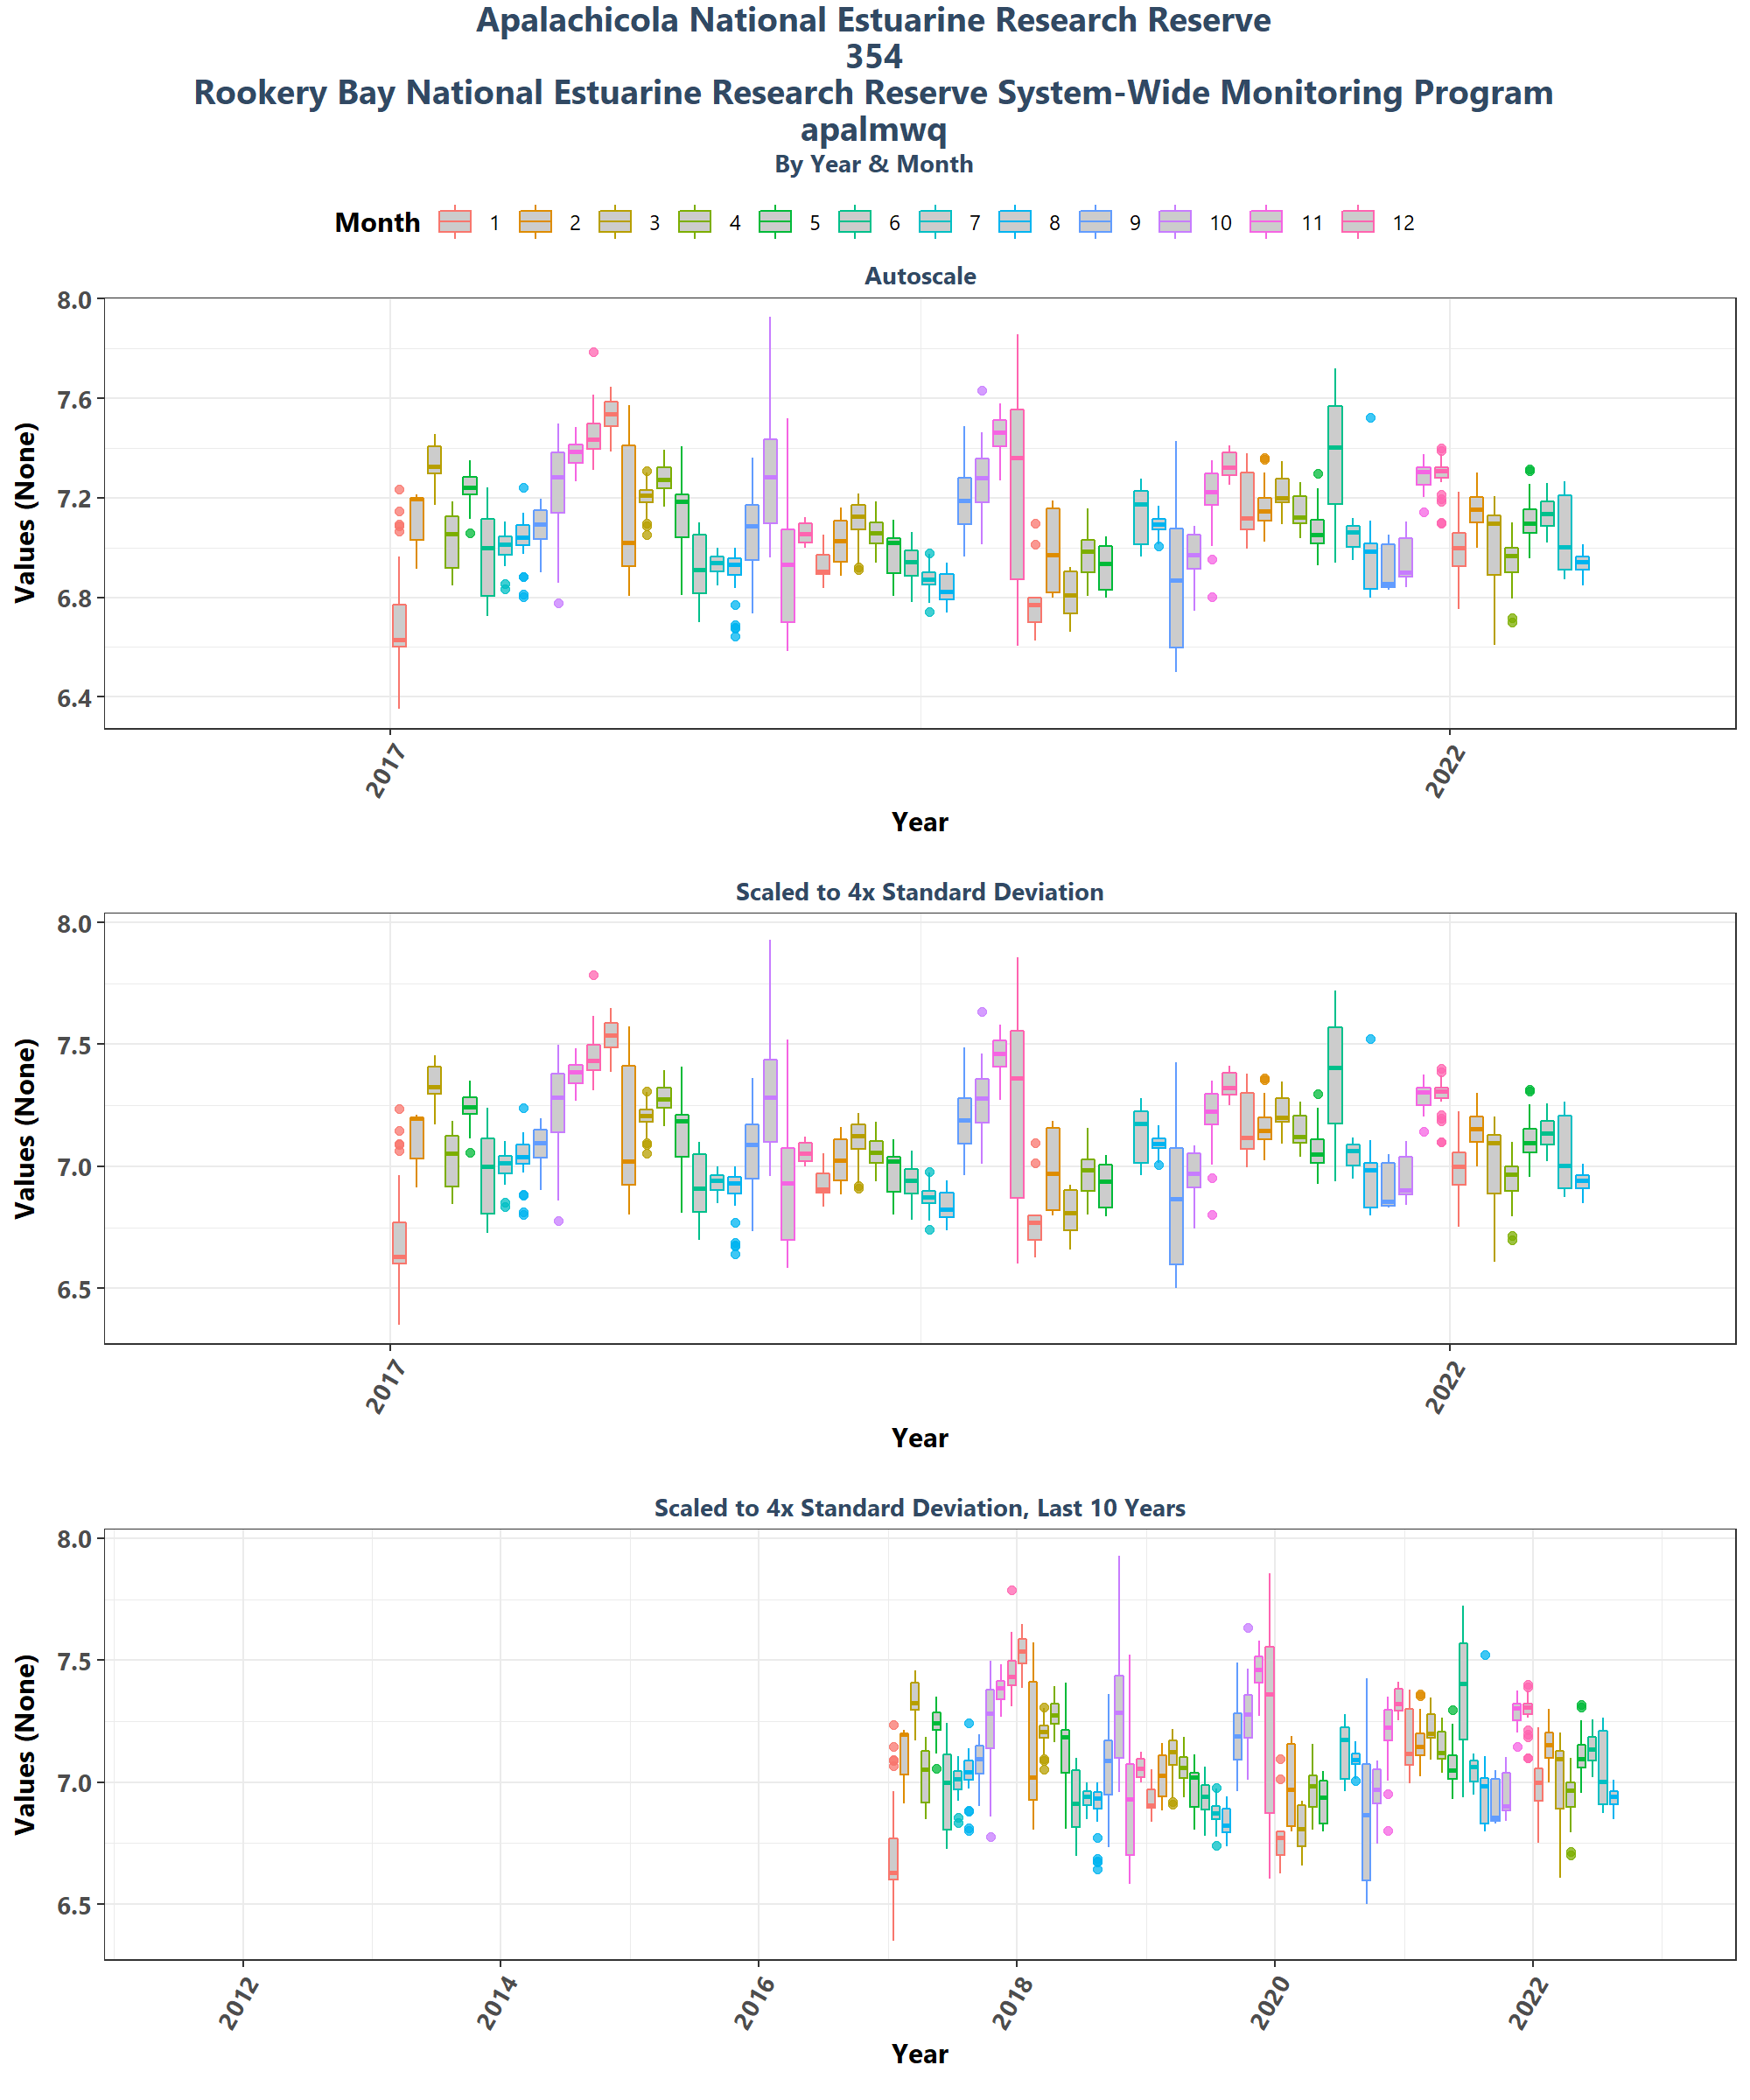 Apalachicola National Estuarine Research Reserve
354
Rookery Bay National Estuarine Research Reserve System-Wide Monitoring Program
apalmwq
By Year & Month
Month 1 2 3 4 5 6 7 8 9 10 11 12
Autoscale
Values (None)
8.0
7.6
7.2
6.8
6.4
2017 2022
Year
Scaled to 4x Standard Deviation
Values (None)
8.0
7.5
7.0
6.5
2017 2022
Year
Scaled to 4x Standard Deviation, Last 10 Years
Values (None)
8.0
7.5
7.0
6.5
2012 2014 2016 2018 2020 2022
Year